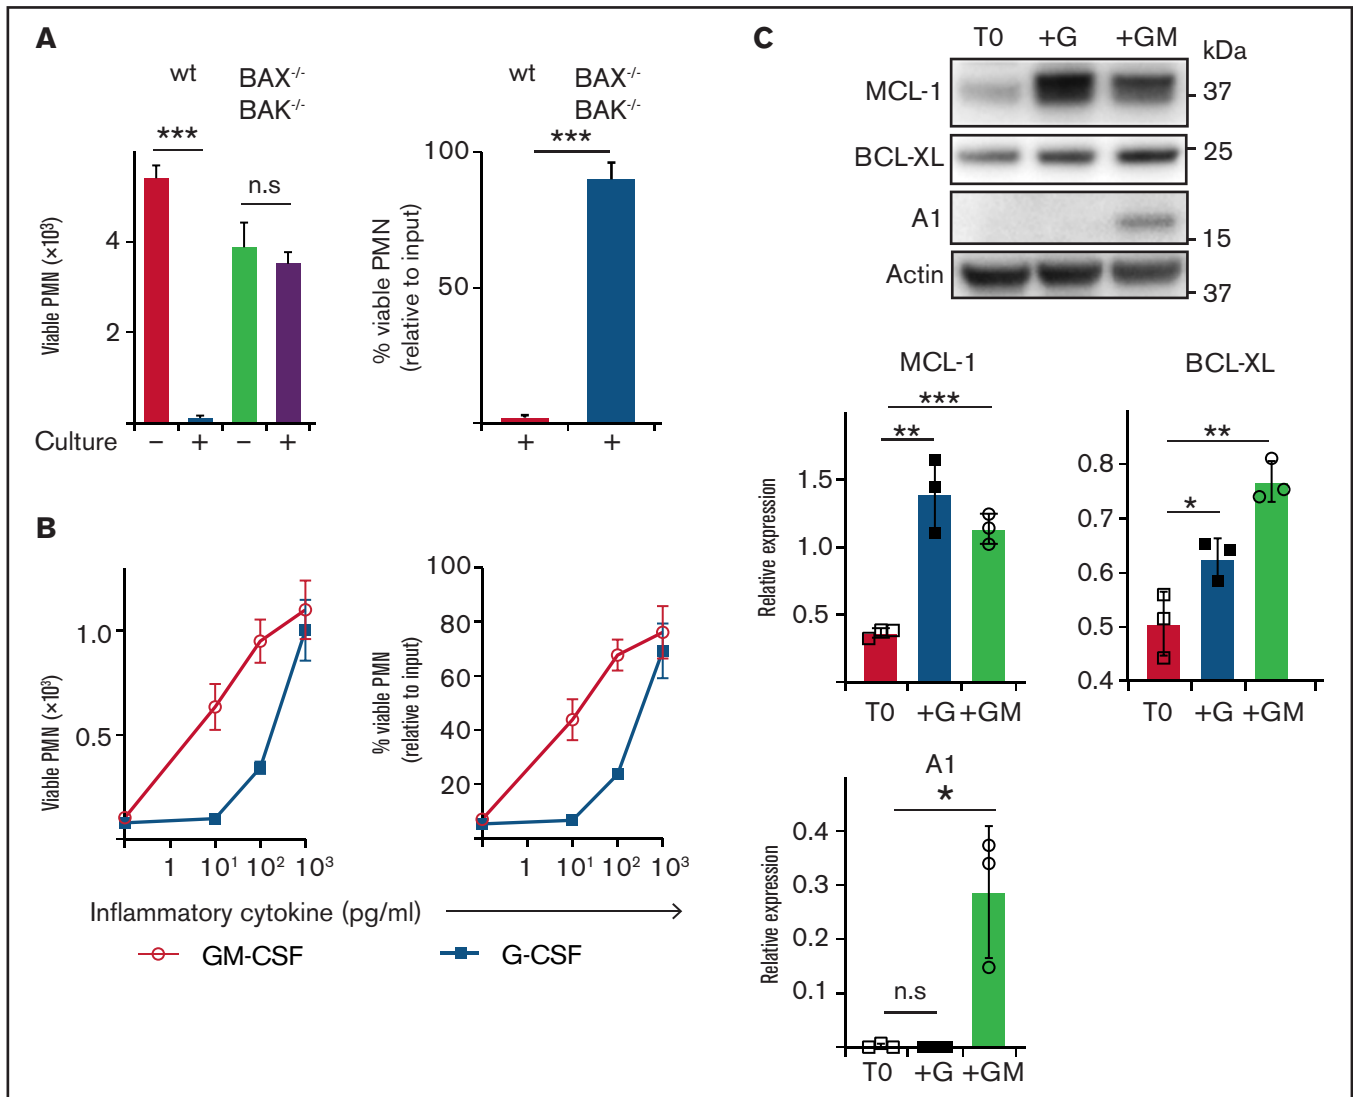 A
wt
BAX-/-
BAK-/-
***
n.s
Viable PMN (×10³)
4
2
Culture
− + − +
wt
BAX-/-
BAK-/-
***
% viable PMN
(relative to input)
100
50
+ +
B
Viable PMN (×10³)
1.0
0.5
1 10¹ 10² 10³
% viable PMN
(relative to input)
100
80
60
40
20
1 10¹ 10² 10³
Inflammatory cytokine (pg/ml)
GM-CSF
G-CSF
C
T0 +G +GM
kDa
MCL-1
37
BCL-XL
25
A1
15
Actin
37
MCL-1
***
**
Relative expression
1.5
1.0
0.5
T0 +G +GM
BCL-XL
**
*
0.8
0.7
0.6
0.5
0.4
T0 +G +GM
A1
*
n.s
Relative expression
0.4
0.3
0.2
0.1
T0 +G +GM